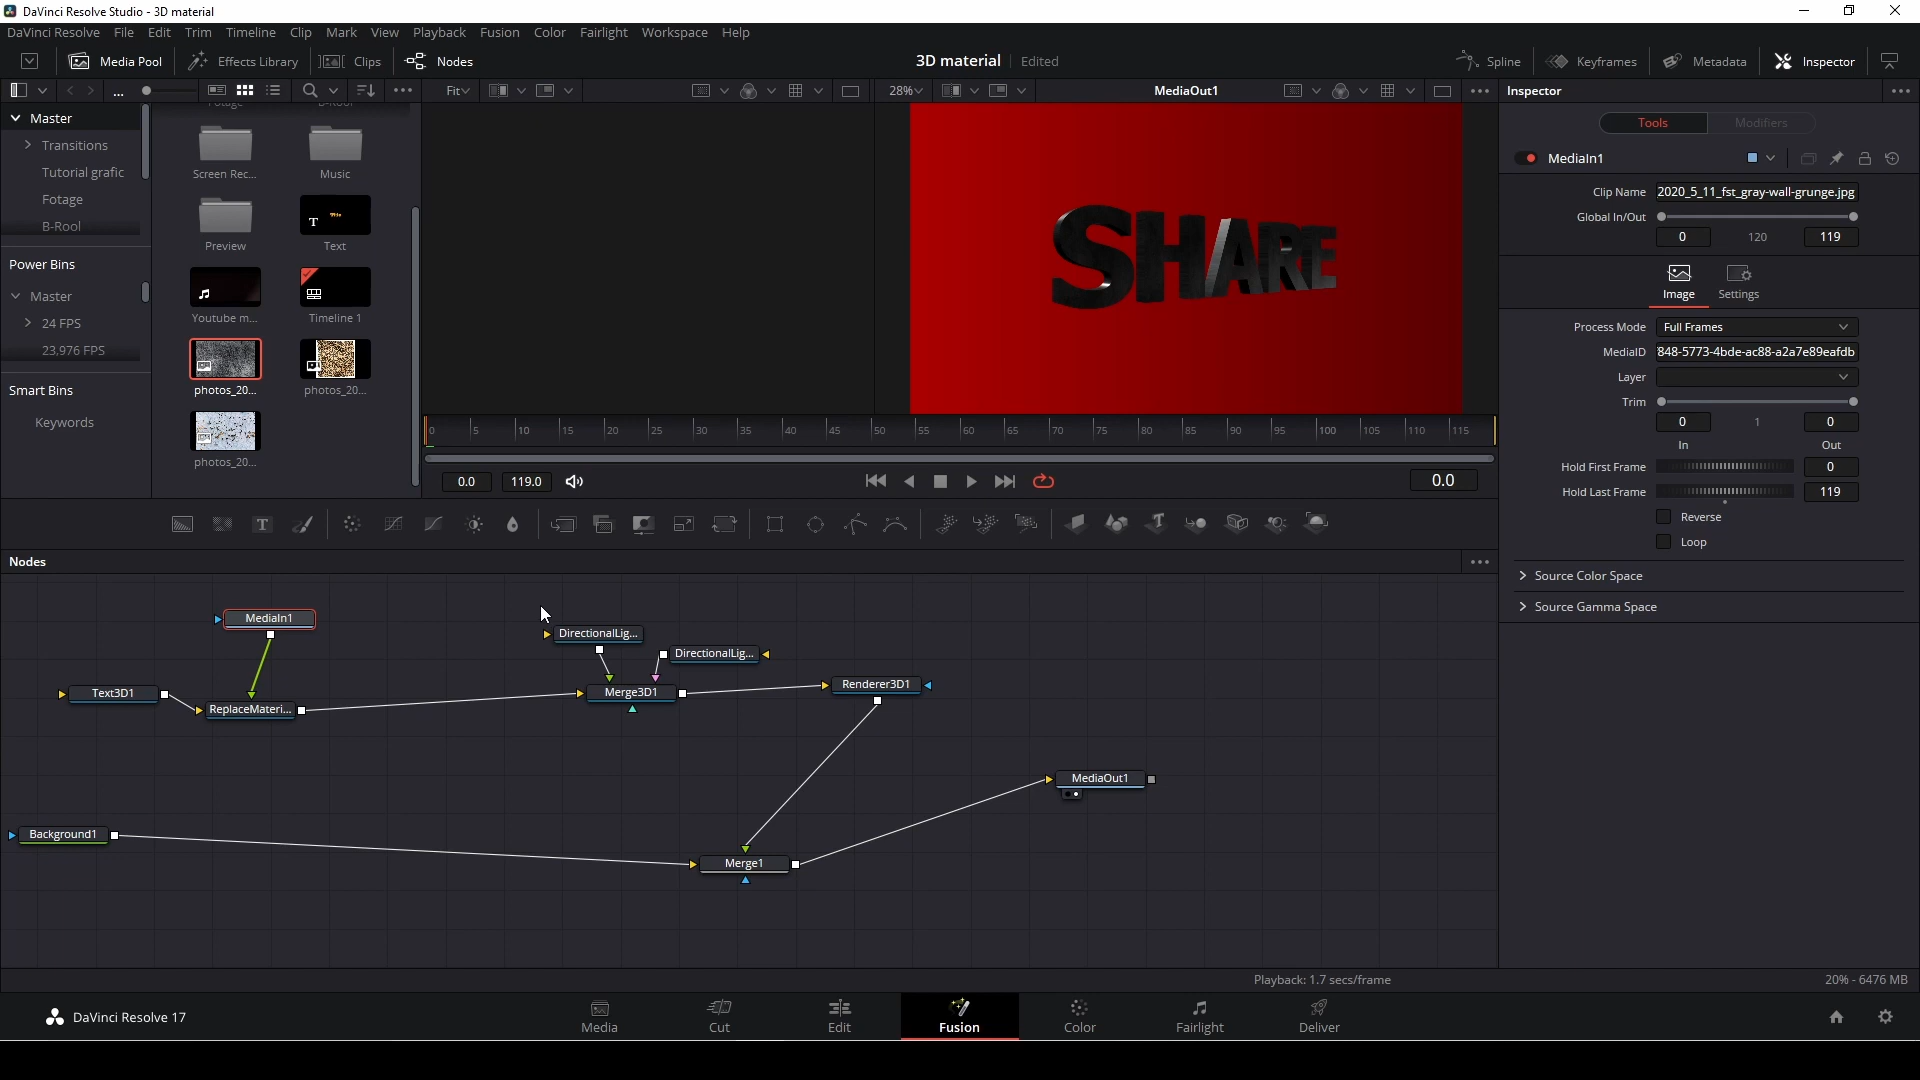 DaVinci Resolve Studio - 3D material
DaVinci Resolve File Edit Trim Timeline Clip Mark View Playback Fusion Color Fairlight Workspace Help
Media Pool Effects Library Clips Nodes 3D material Edited Spline Keyframes Metadata Inspector
... Fit 28% MediaOut1 ... Inspector ...
Master
Transitions
Tutorial grafic
Fotage
B-Rool
Power Bins
Master
24 FPS
23,976 FPS
Smart Bins
Keywords
Screen Rec...
Music
Preview
Text
Youtube m...
Timeline 1
photos_20...
photos_20...
photos_20...
SHARE
0 5 10 15 20 25 30 35 40 45 50 55 60 65 70 75 80 85 90 95 100 105 110 115
0.0 119.0 0.0
Tools Modifiers
MediaIn1
Clip Name 2020_5_11_fst_gray-wall-grunge.jpg
Global In/Out
0 120 119
Image Settings
Process Mode Full Frames
MediaID '848-5773-4bde-ac88-a2a7e89eafdb
Layer
Trim
0 1 0
In Out
Hold First Frame 0
Hold Last Frame 119
Reverse
Loop
Source Color Space
Source Gamma Space
Nodes
MediaIn1
DirectionalLig...
DirectionalLig...
Text3D1
ReplaceMateri...
Merge3D1
Renderer3D1
MediaOut1
Background1
Merge1
Playback: 1.7 secs/frame 20% - 6476 MB
DaVinci Resolve 17
Media Cut Edit Fusion Color Fairlight Deliver